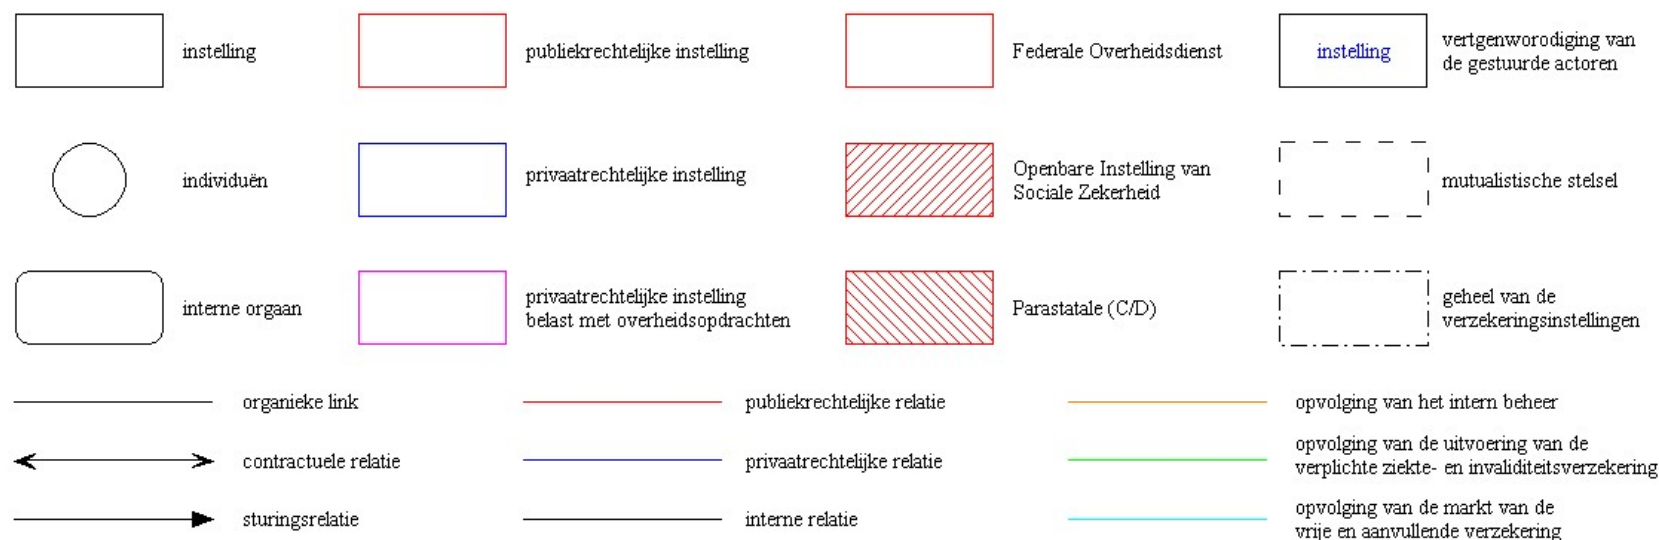 instelling
publiekrechtelijke instelling
Federale Overheidsdienst
instelling
vertgenworodiging van
de gestuurde actoren
individuën
privaatrechtelijke instelling
Openbare Instelling van
Sociale Zekerheid
mutualistische stelsel
interne orgaan
privaatrechtelijke instelling
belast met overheidsopdrachten
Parastatale (C/D)
geheel van de
verzekeringsinstellingen
organieke link
publiekrechtelijke relatie
opvolging van het intern beheer
contractuele relatie
privaatrechtelijke relatie
opvolging van de uitvoering van de
verplichte ziekte- en invaliditeitsverzekering
sturingsrelatie
interne relatie
opvolging van de markt van de
vrije en aanvullende verzekering